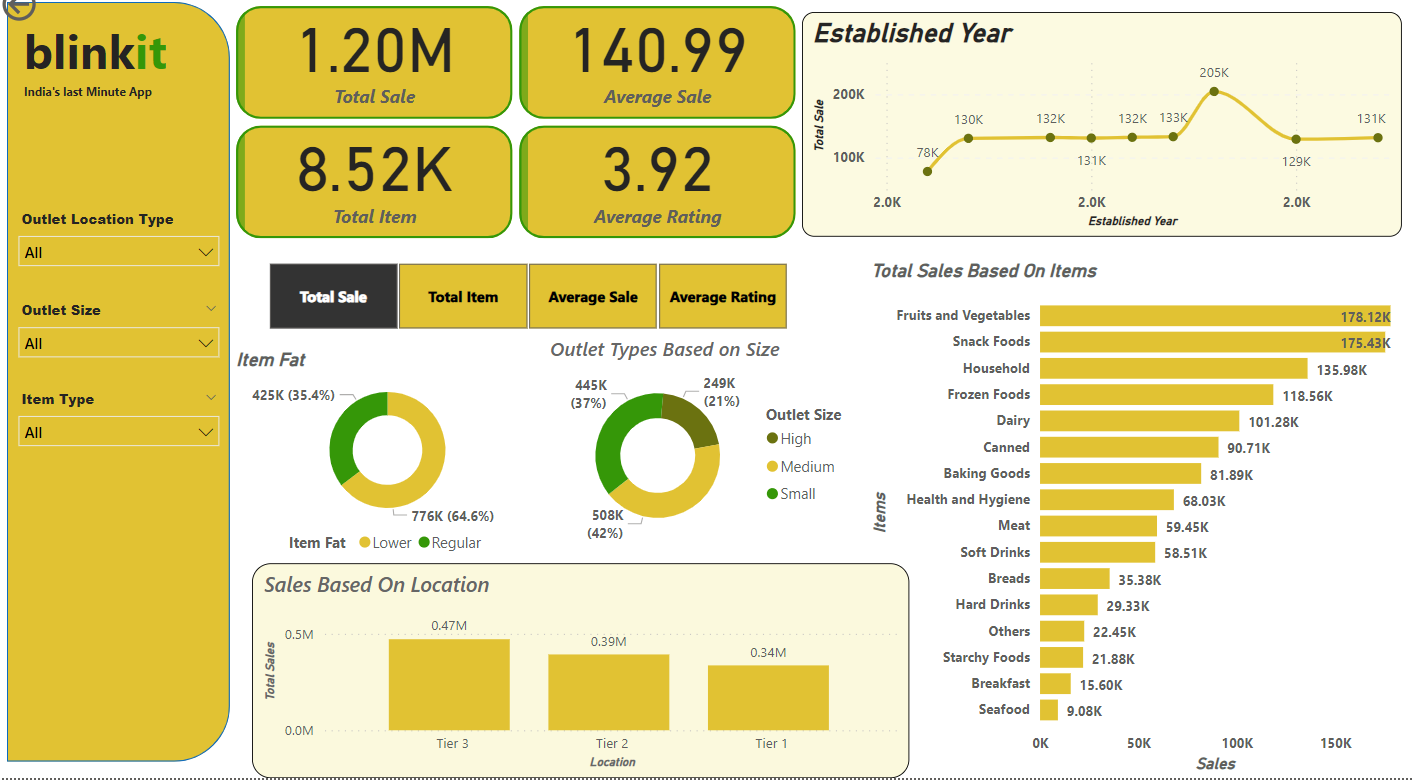 blinkit
India's last Minute App
Outlet Location Type
All
Outlet Size
All
Item Type
All
1.20M
Total Sale
140.99
Average Sale
8.52K
Total Item
3.92
Average Rating
Established Year
Total Sale
200K
100K
78K
130K
132K
131K
132K
133K
205K
129K
131K
2.0K
2.0K
2.0K
Established Year
Total Sale
Total Item
Average Sale
Average Rating
Item Fat
425K (35.4%)
776K (64.6%)
Item Fat
Lower
Regular
Outlet Types Based on Size
445K
(37%)
249K
(21%)
508K
(42%)
Outlet Size
High
Medium
Small
Sales Based On Location
Total Sales
0.5M
0.0M
0.47M
0.39M
0.34M
Tier 3
Tier 2
Tier 1
Location
Total Sales Based On Items
Items
Fruits and Vegetables 178.12K
Snack Foods 175.43K
Household 135.98K
Frozen Foods 118.56K
Dairy 101.28K
Canned 90.71K
Baking Goods 81.89K
Health and Hygiene 68.03K
Meat 59.45K
Soft Drinks 58.51K
Breads 35.38K
Hard Drinks 29.33K
Others 22.45K
Starchy Foods 21.88K
Breakfast 15.60K
Seafood 9.08K
0K 50K 100K 150K
Sales